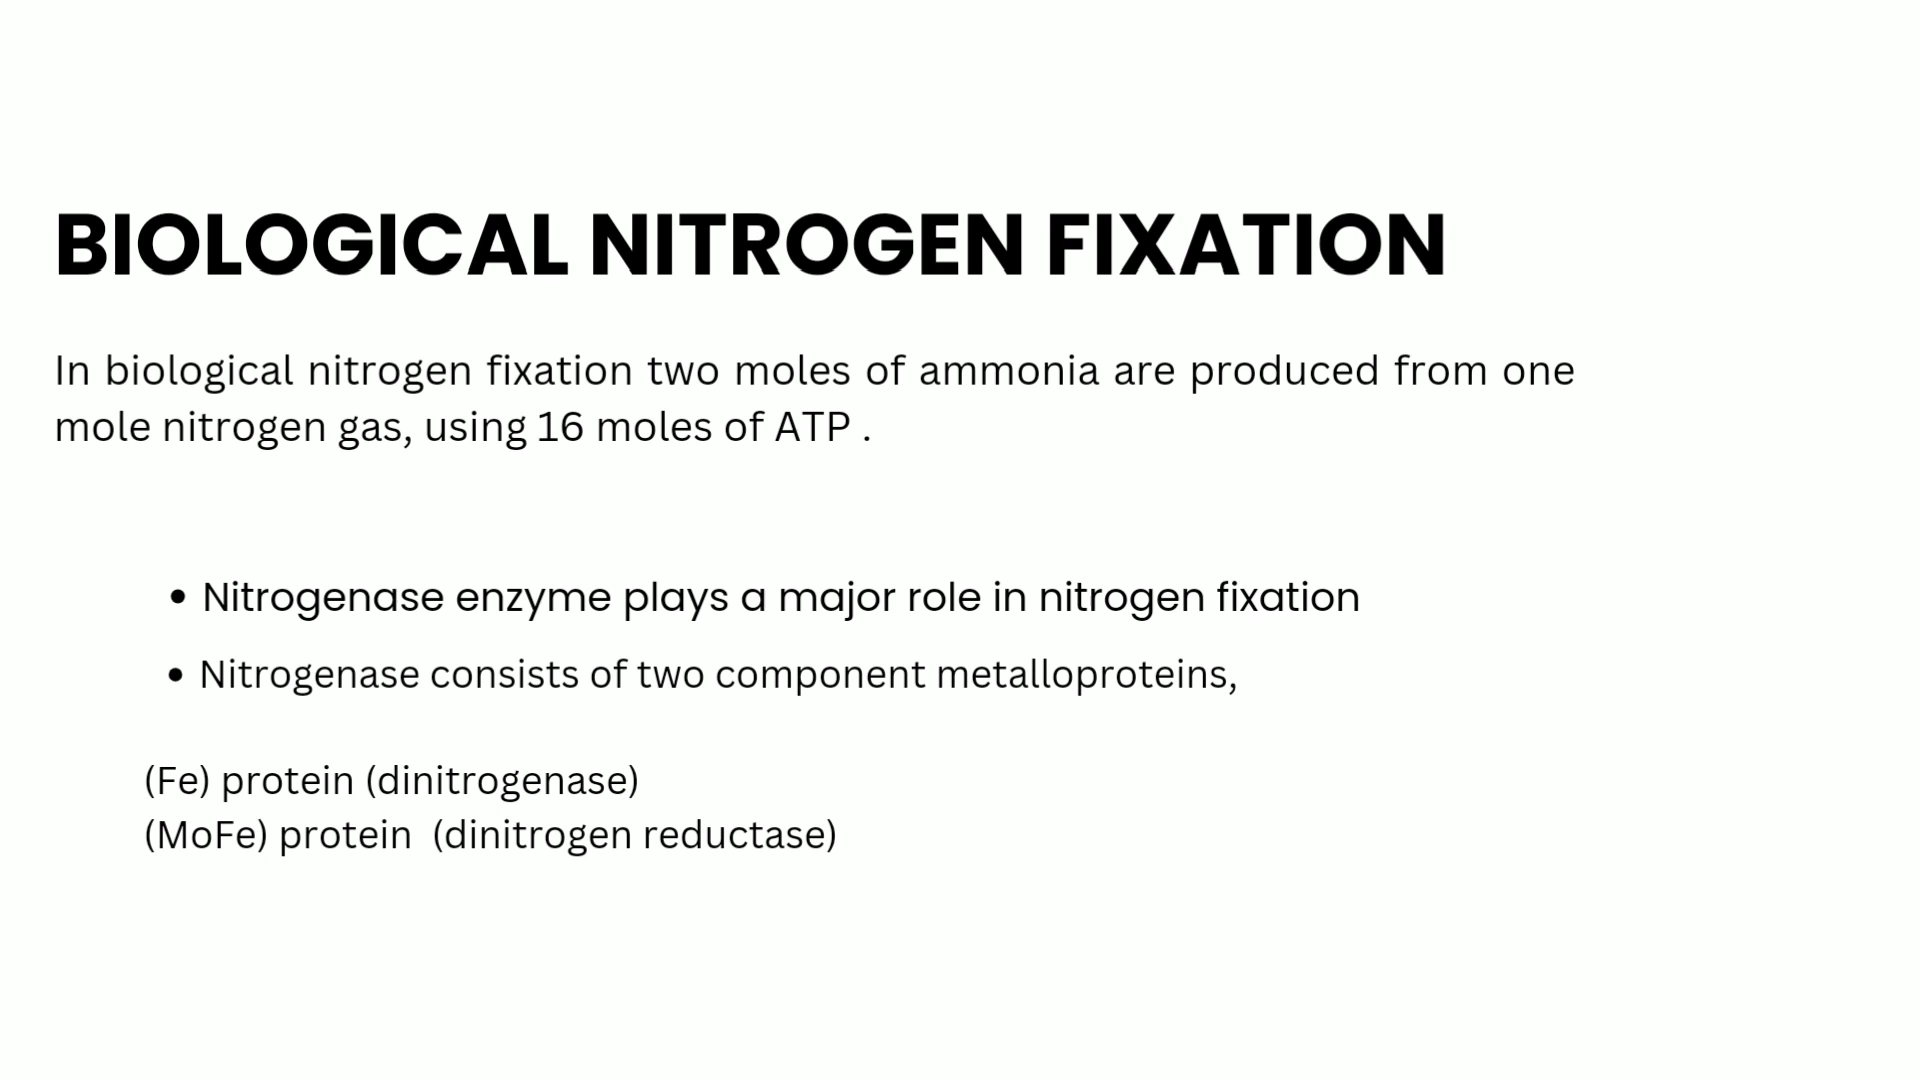 BIOLOGICAL NITROGEN FIXATION
In biological nitrogen fixation two moles of ammonia are produced from one
mole nitrogen gas, using 16 moles of ATP .
• Nitrogenase enzyme plays a major role in nitrogen fixation
• Nitrogenase consists of two component metalloproteins,
(Fe) protein (dinitrogenase)
(MoFe) protein  (dinitrogen reductase)